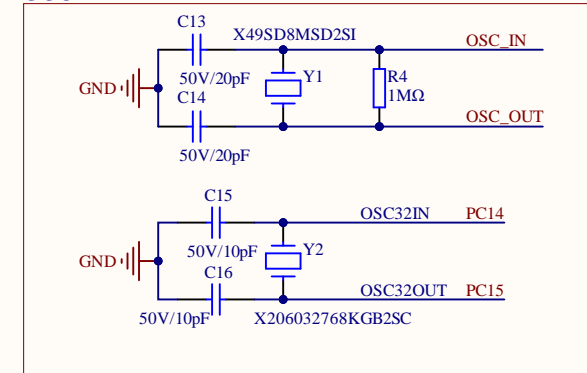 C13
X49SD8MSD2SI
OSC_IN
50V/20pF
Y1
R4
GND
C14
1MΩ
OSC_OUT
50V/20pF
C15
OSC32IN
PC14
50V/10pF
Y2
GND
C16
OSC32OUT
PC15
50V/10pF
X206032768KGB2SC